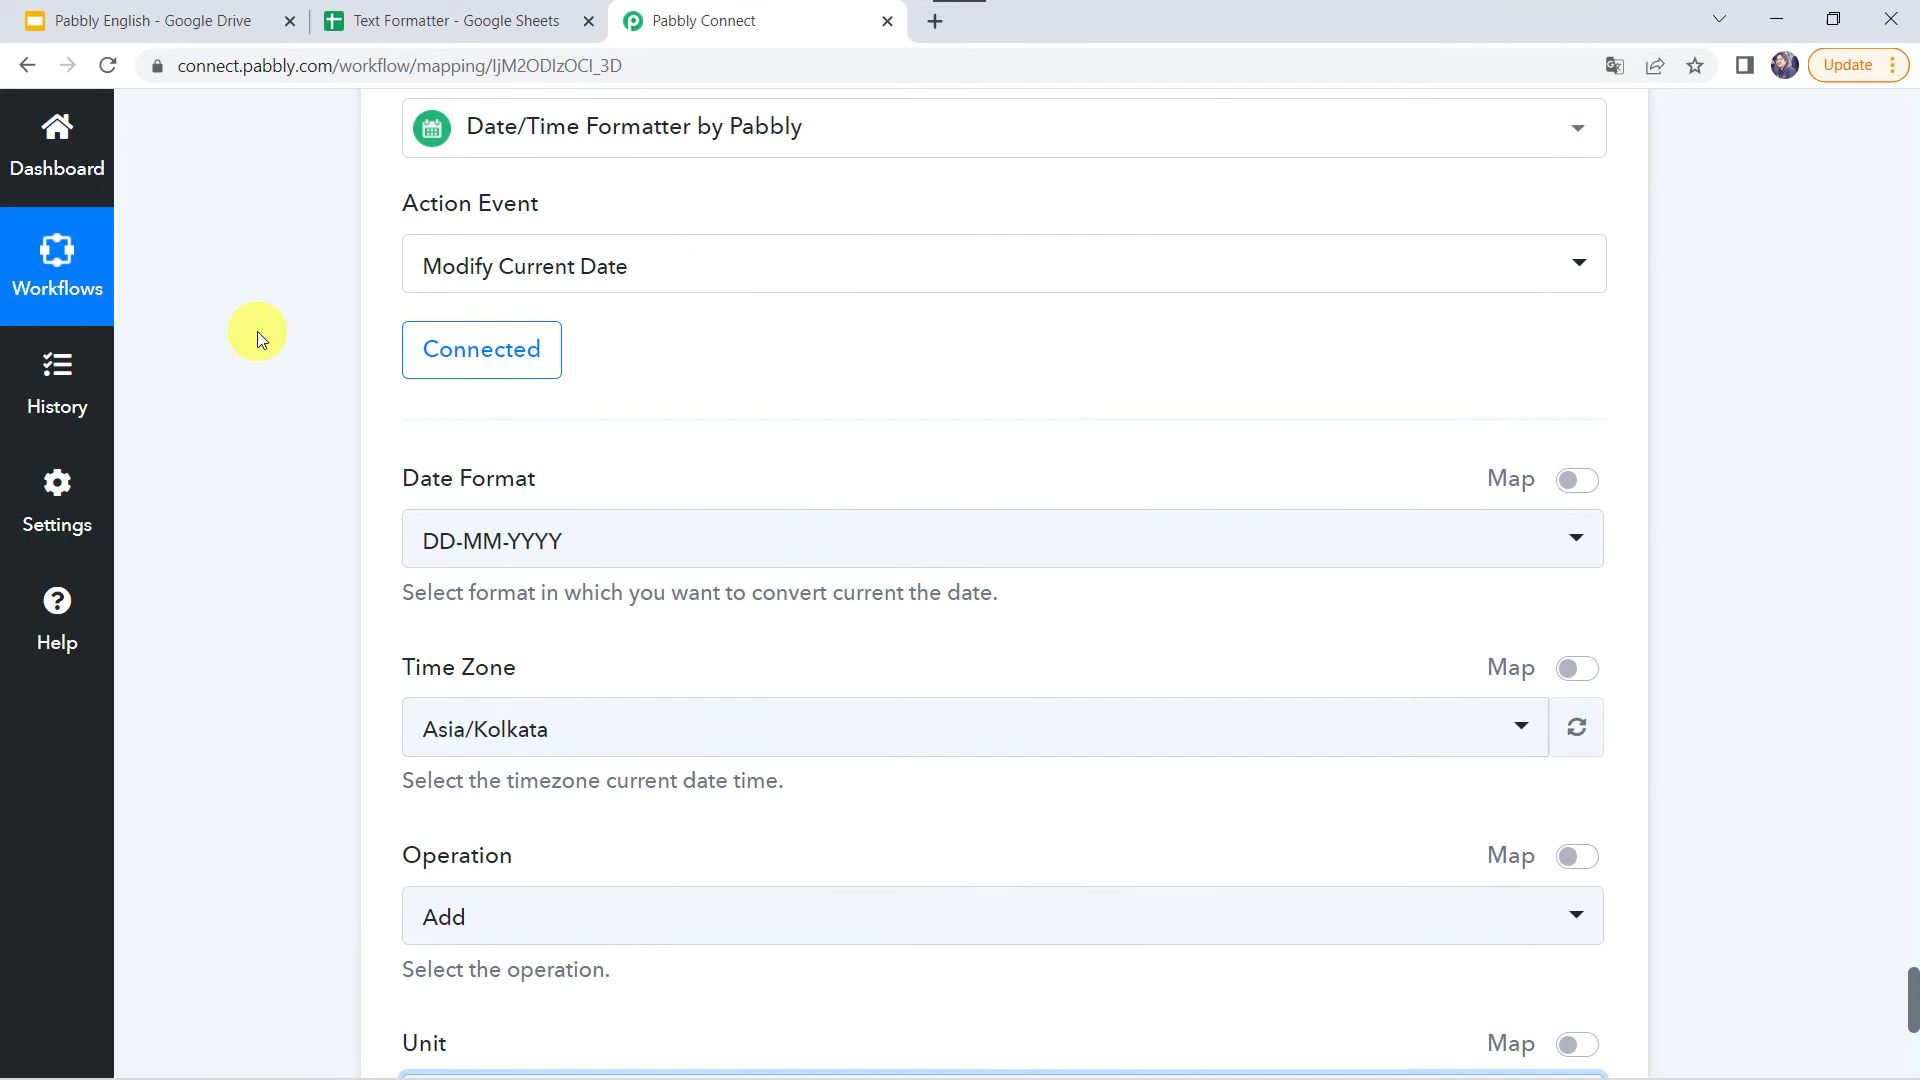 Pabbly English - Google Drive
Text Formatter - Google Sheets
Pabbly Connect
connect.pabbly.com/workflow/mapping/IjM2ODIzOCI_3D
Update
Dashboard
Workflows
History
Settings
Help
Date/Time Formatter by Pabbly
Action Event
Modify Current Date
Connected
Date Format
Map
DD-MM-YYYY
Select format in which you want to convert current the date.
Time Zone
Map
Asia/Kolkata
Select the timezone current date time.
Operation
Map
Add
Select the operation.
Unit
Map